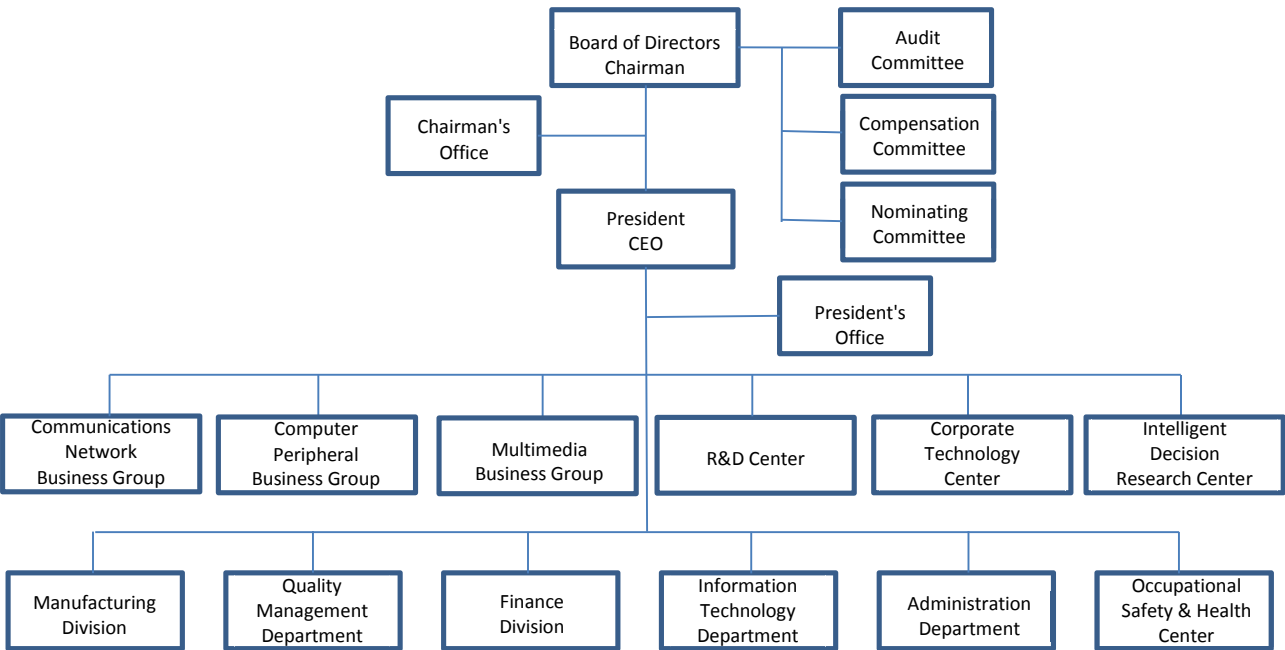 Board of Directors
Chairman
Audit
Committee
Chairman's
Office
Compensation
Committee
President
CEO
Nominating
Committee
President's
Office
Communications
Network
Business Group
Computer
Peripheral
Business Group
Multimedia
Business Group
R&D Center
Corporate
Technology
Center
Intelligent
Decision
Research Center
Manufacturing
Division
Quality
Management
Department
Finance
Division
Information
Technology
Department
Administration
Department
Occupational
Safety & Health
Center